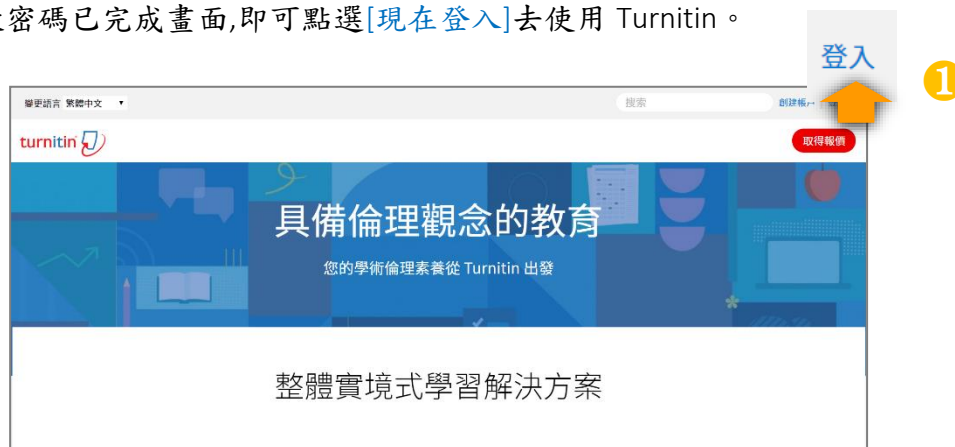 密碼已完成畫面,即可點選[現在登入]去使用 Turnitin。
登入
1
變更語言 繁體中文
搜索
創建帳戶
turnitin
取得報價
具備倫理觀念的教育
您的學術倫理素養從 Turnitin 出發
整體實境式學習解決方案